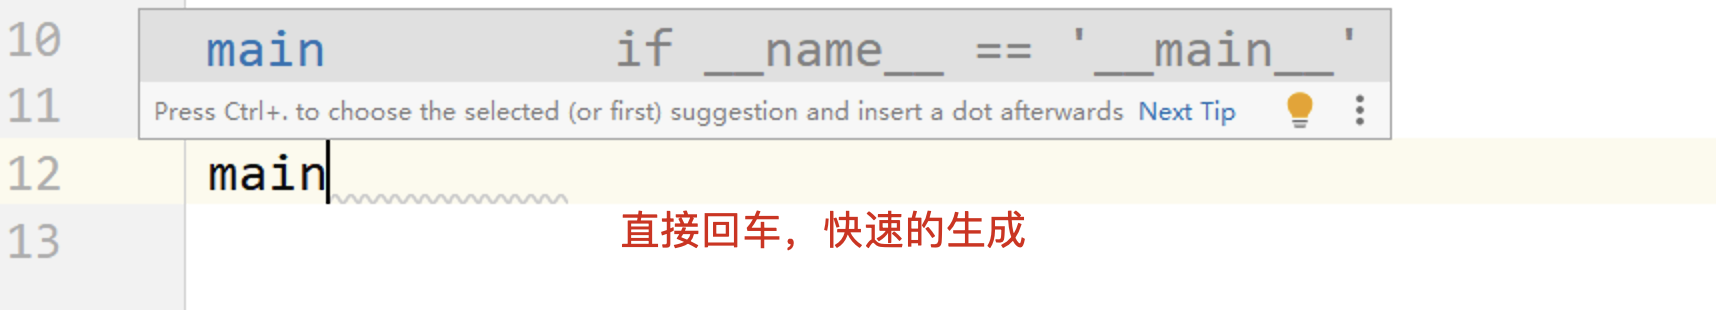 10
main if __name__ == '__main__'
11
Press Ctrl+. to choose the selected (or first) suggestion and insert a dot afterwards Next Tip
12 main
直接回车，快速的生成
13